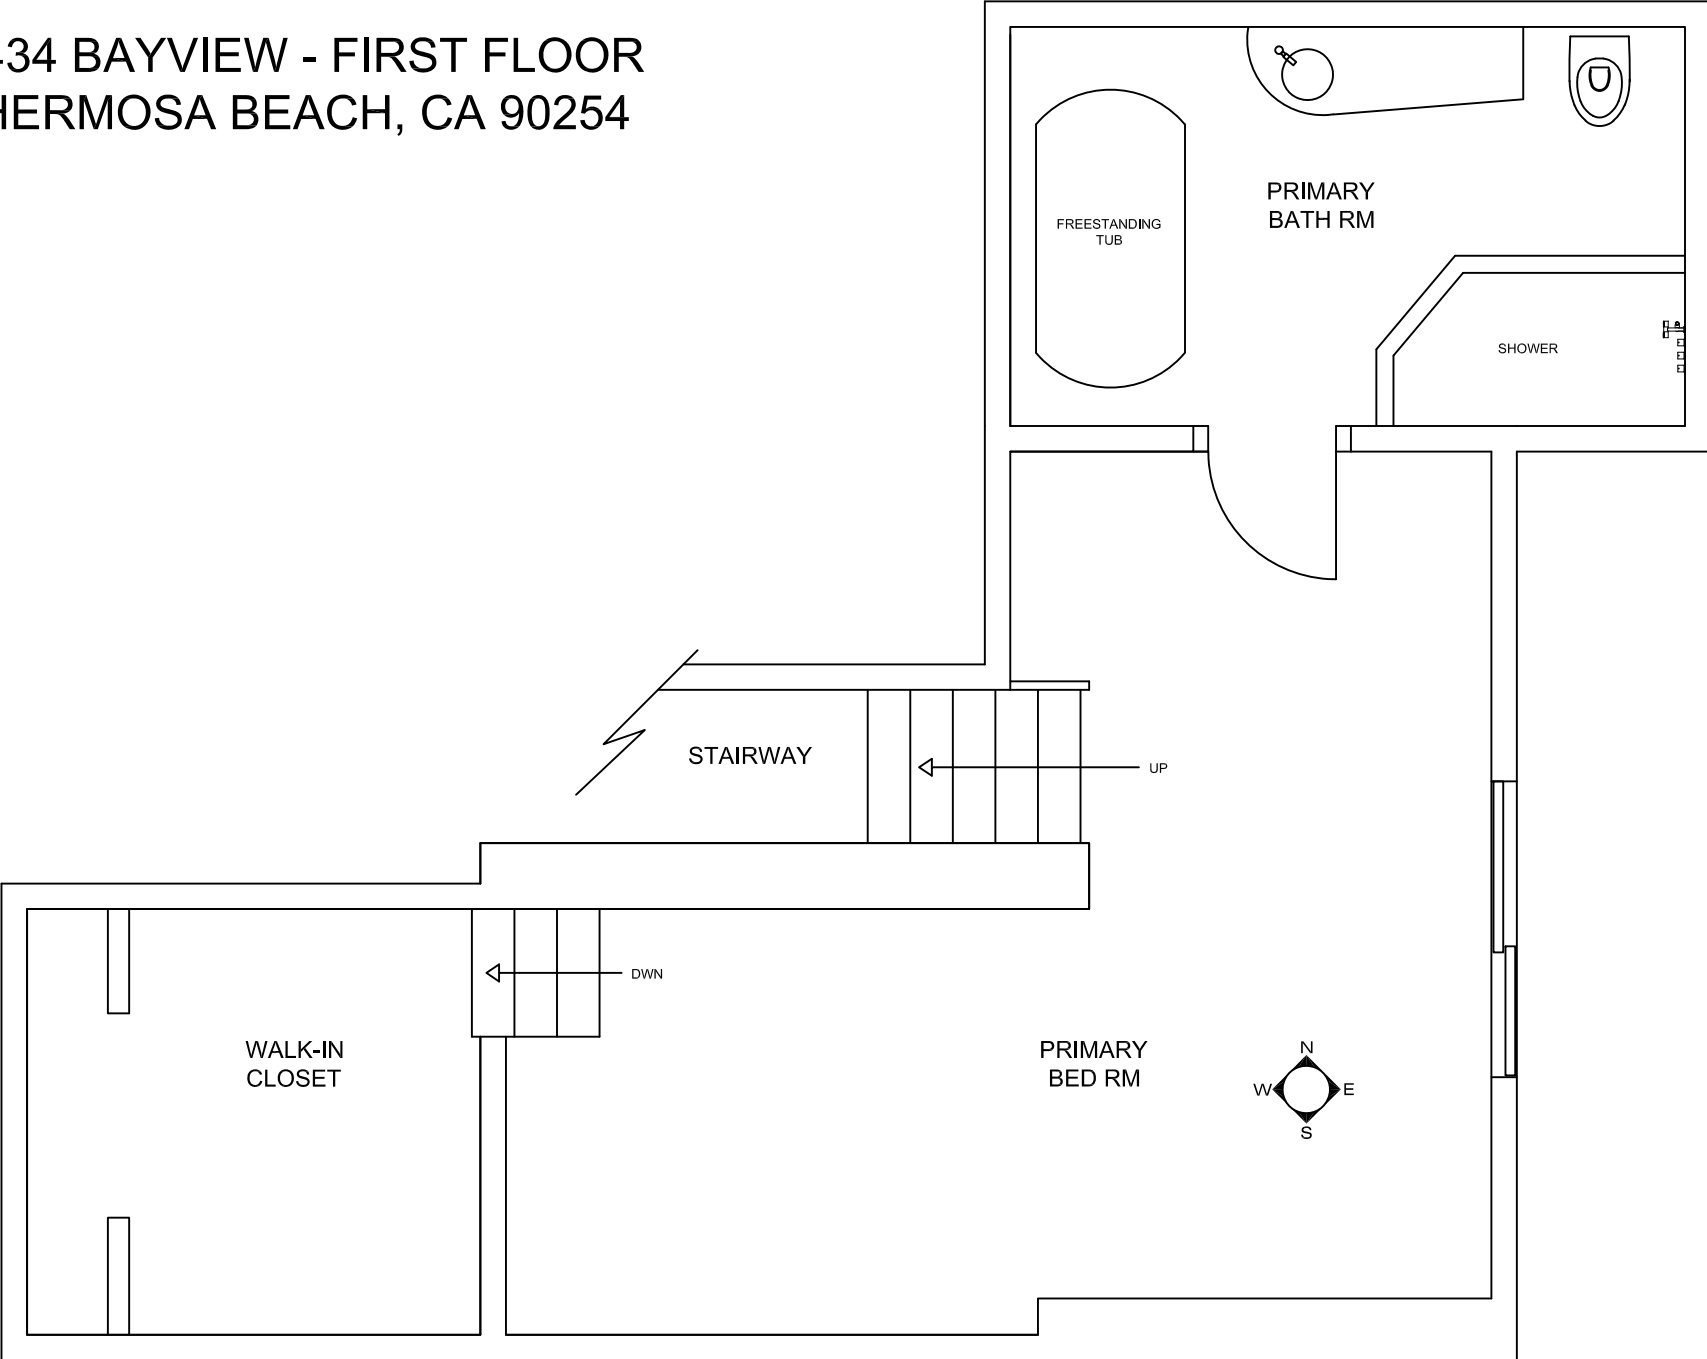 34 BAYVIEW - FIRST FLOOR
HERMOSA BEACH, CA 90254
PRIMARY
BATH RM
FREESTANDING
TUB
SHOWER
STAIRWAY
UP
DWN
WALK-IN
CLOSET
PRIMARY
BED RM
N
W E
S